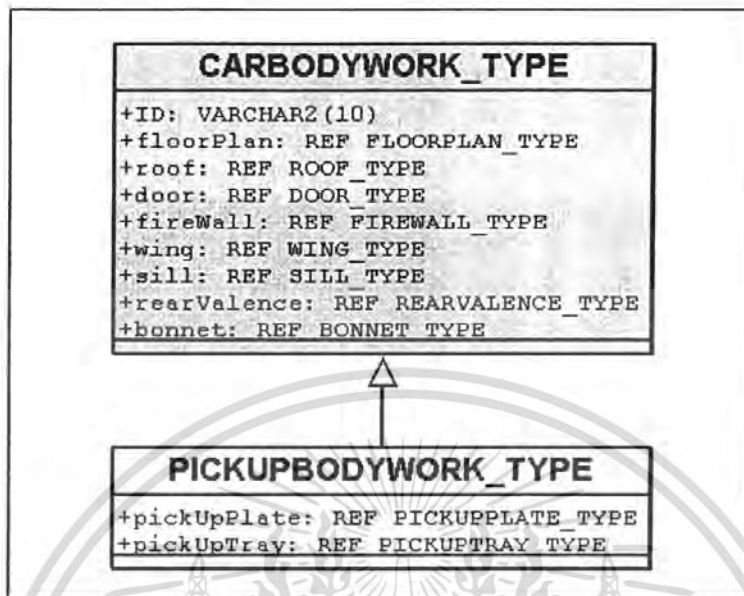 CARBODYWORK_TYPE
+ID: VARCHAR2(10)
+floorPlan: REF FLOORPLAN_TYPE
+roof: REF ROOF_TYPE
+door: REF DOOR_TYPE
+fireWall: REF FIREWALL_TYPE
+wing: REF WING_TYPE
+sill: REF SILL_TYPE
+rearValence: REF REARVALENCE_TYPE
+bonnet: REF BONNET_TYPE
PICKUPBODYWORK_TYPE
+pickUpPlate: REF PICKUPPLATE_TYPE
+pickUpTray: REF PICKUPTRAY_TYPE